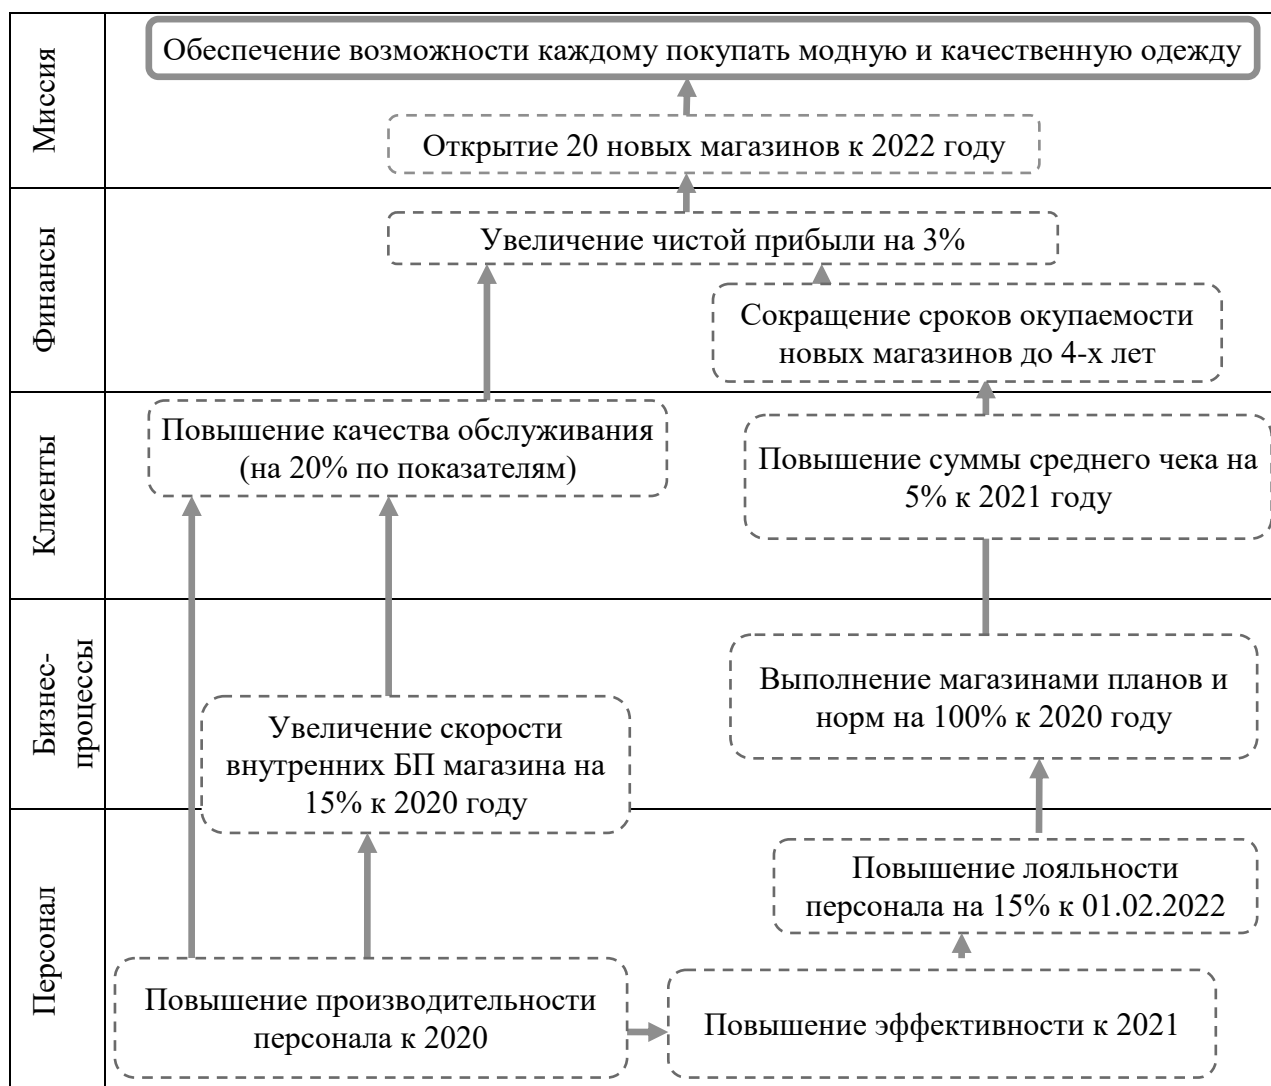 Миссия
Обеспечение возможности каждому покупать модную и качественную одежду
Открытие 20 новых магазинов к 2022 году
Финансы
Увеличение чистой прибыли на 3%
Сокращение сроков окупаемости
новых магазинов до 4-х лет
Клиенты
Повышение качества обслуживания
(на 20% по показателям)
Повышение суммы среднего чека на
5% к 2021 году
Бизнес-
процессы
Увеличение скорости
внутренних БП магазина на
15% к 2020 году
Выполнение магазинами планов и
норм на 100% к 2020 году
Персонал
Повышение лояльности
персонала на 15% к 01.02.2022
Повышение производительности
персонала к 2020
Повышение эффективности к 2021